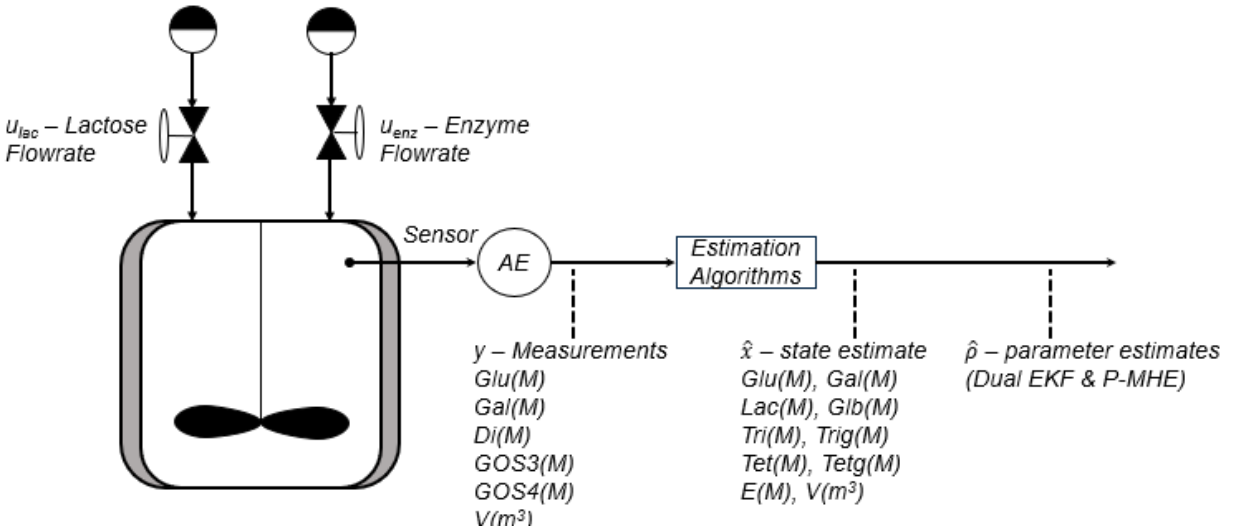 u_lac – Lactose
Flowrate
u_enz – Enzyme
Flowrate
Sensor
AE
Estimation
Algorithms
y – Measurements
Glu(M)
Gal(M)
Di(M)
GOS3(M)
GOS4(M)
V(m³)
x̂ – state estimate
Glu(M), Gal(M)
Lac(M), Glb(M)
Tri(M), Trig(M)
Tet(M), Tetg(M)
E(M), V(m³)
ρ̂ – parameter estimates
(Dual EKF & P-MHE)